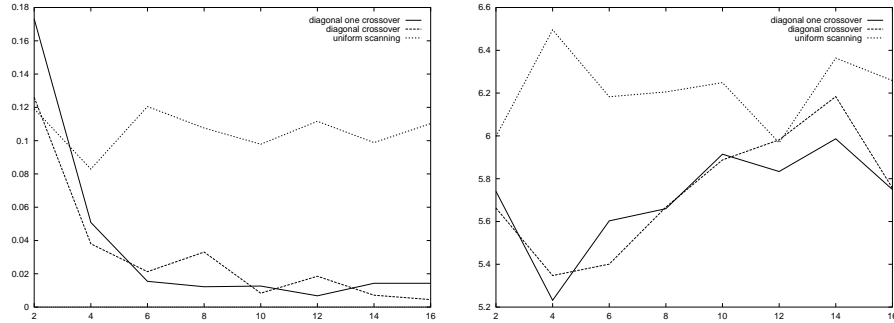 0.18
0.16
0.14
0.12
0.1
0.08
0.06
0.04
0.02
0
2 4 6 8 10 12 14 16
diagonal one crossover
diagonal crossover
uniform scanning
6.6
6.4
6.2
6
5.8
5.6
5.4
5.2
2 4 6 8 10 12 14 16
diagonal one crossover
diagonal crossover
uniform scanning